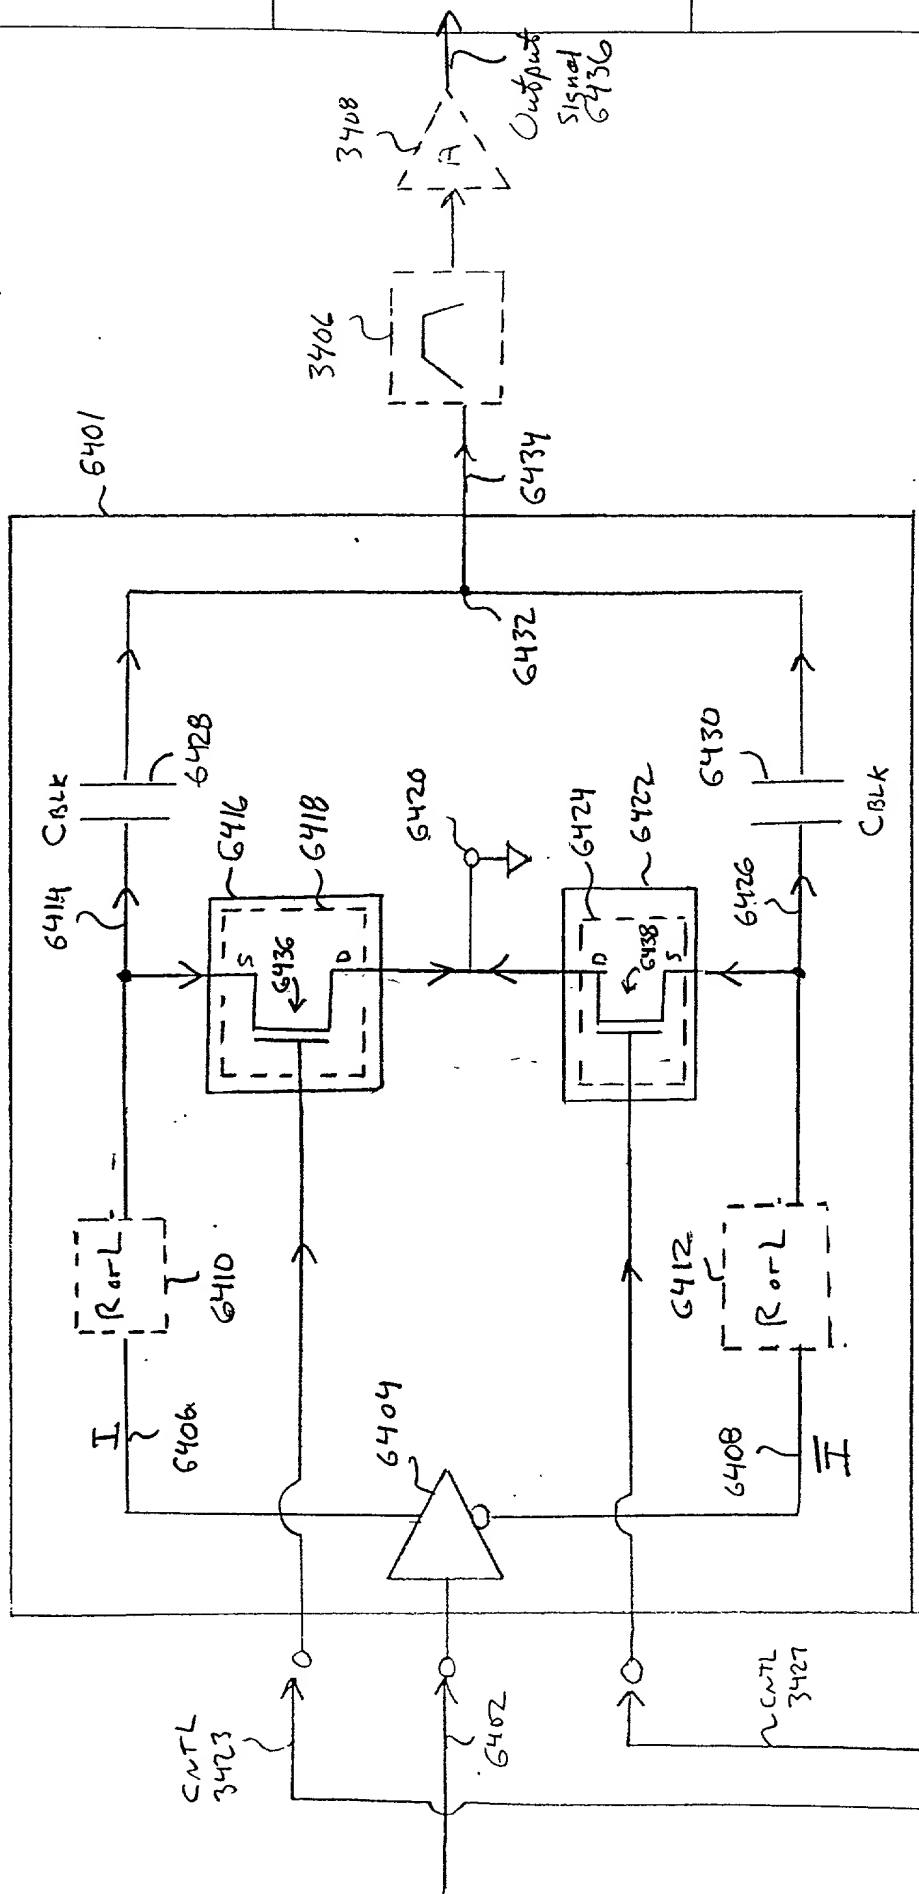 3408
A
Output
Signal
6436
3406
6401
6434
6432
CBLK
6428
6414
6416
6418
S
6436
D
6420
6424
6422
D
6438
S
6430
6426
CBLK
R or L
6410
6412
R or L
I
6406
6404
6408
I
CNTL
3423
6402
CNTL
3427